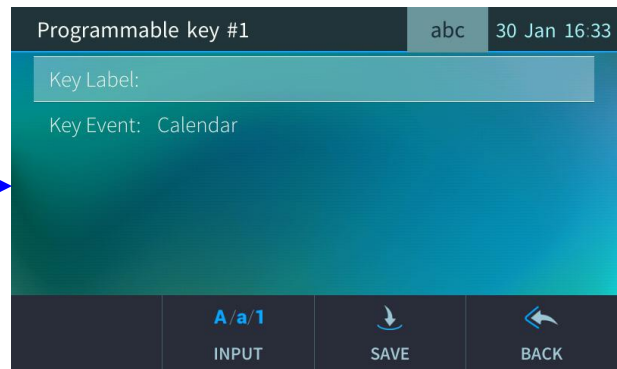 Programmable key #1 abc 30 Jan 16:33
Key Label:
Key Event: Calendar
A/a/1
INPUT SAVE BACK